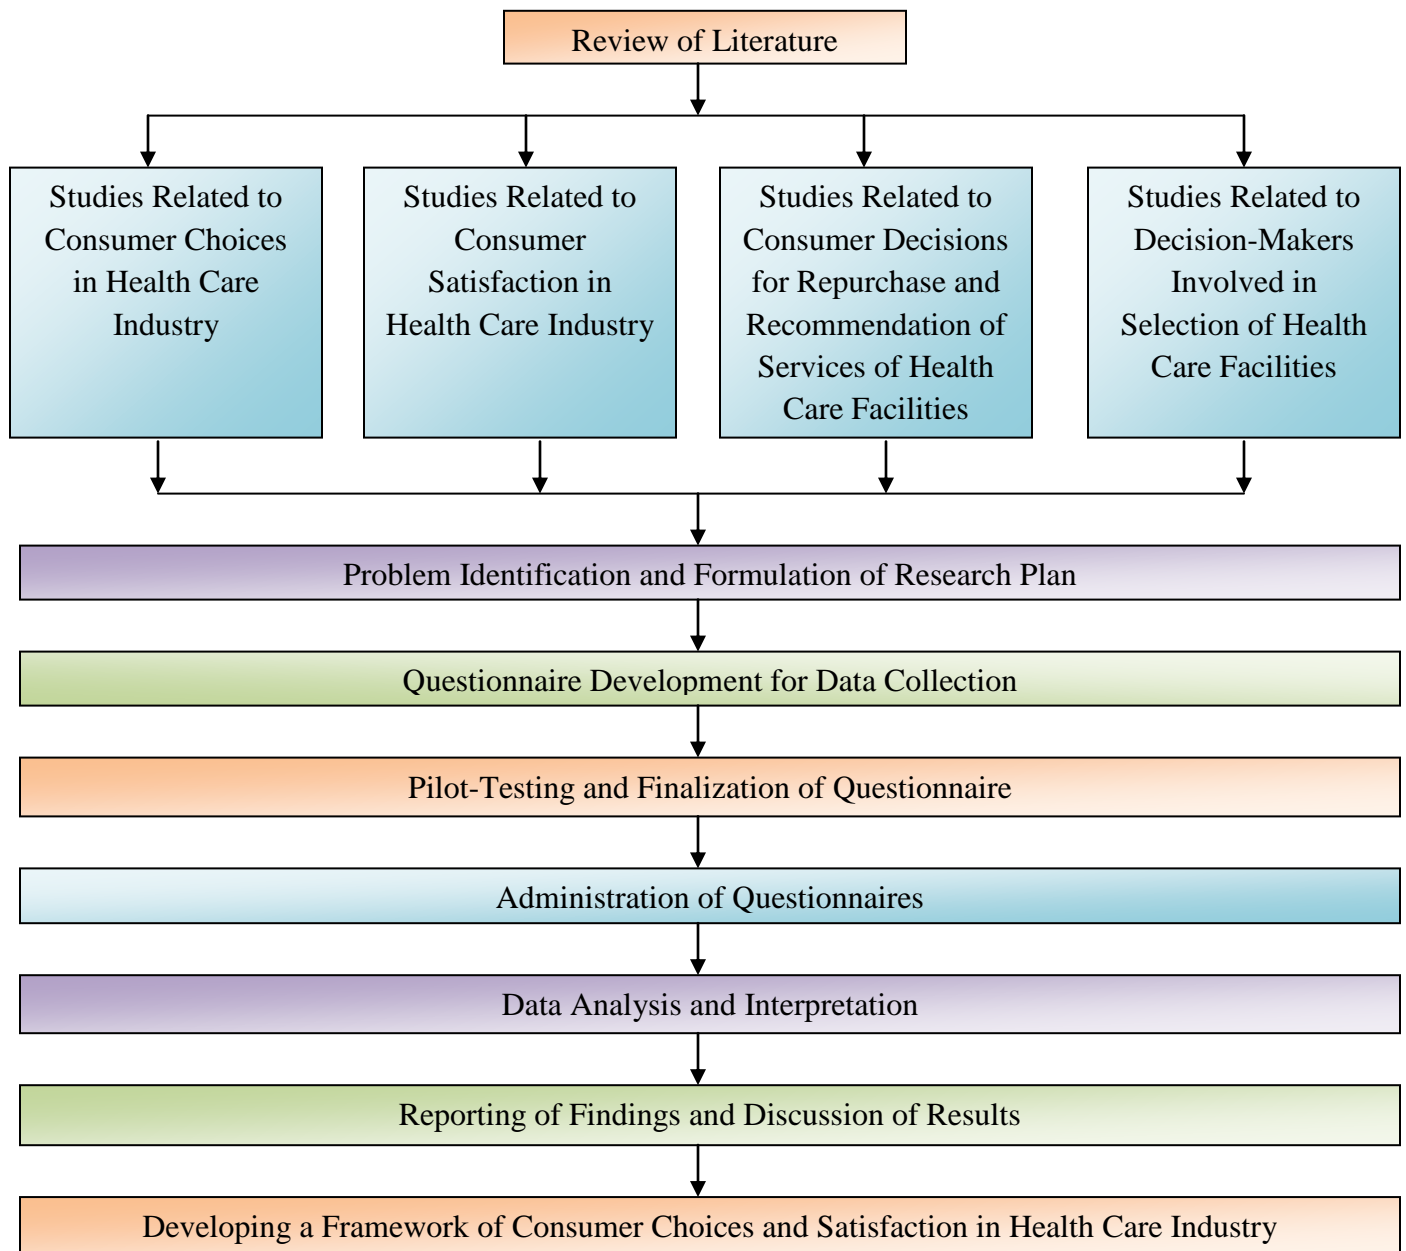 Review of Literature
Studies Related to
Consumer Choices
in Health Care
Industry
Studies Related to
Consumer
Satisfaction in
Health Care Industry
Studies Related to
Consumer Decisions
for Repurchase and
Recommendation of
Services of Health
Care Facilities
Studies Related to
Decision-Makers
Involved in
Selection of Health
Care Facilities
Problem Identification and Formulation of Research Plan
Questionnaire Development for Data Collection
Pilot-Testing and Finalization of Questionnaire
Administration of Questionnaires
Data Analysis and Interpretation
Reporting of Findings and Discussion of Results
Developing a Framework of Consumer Choices and Satisfaction in Health Care Industry